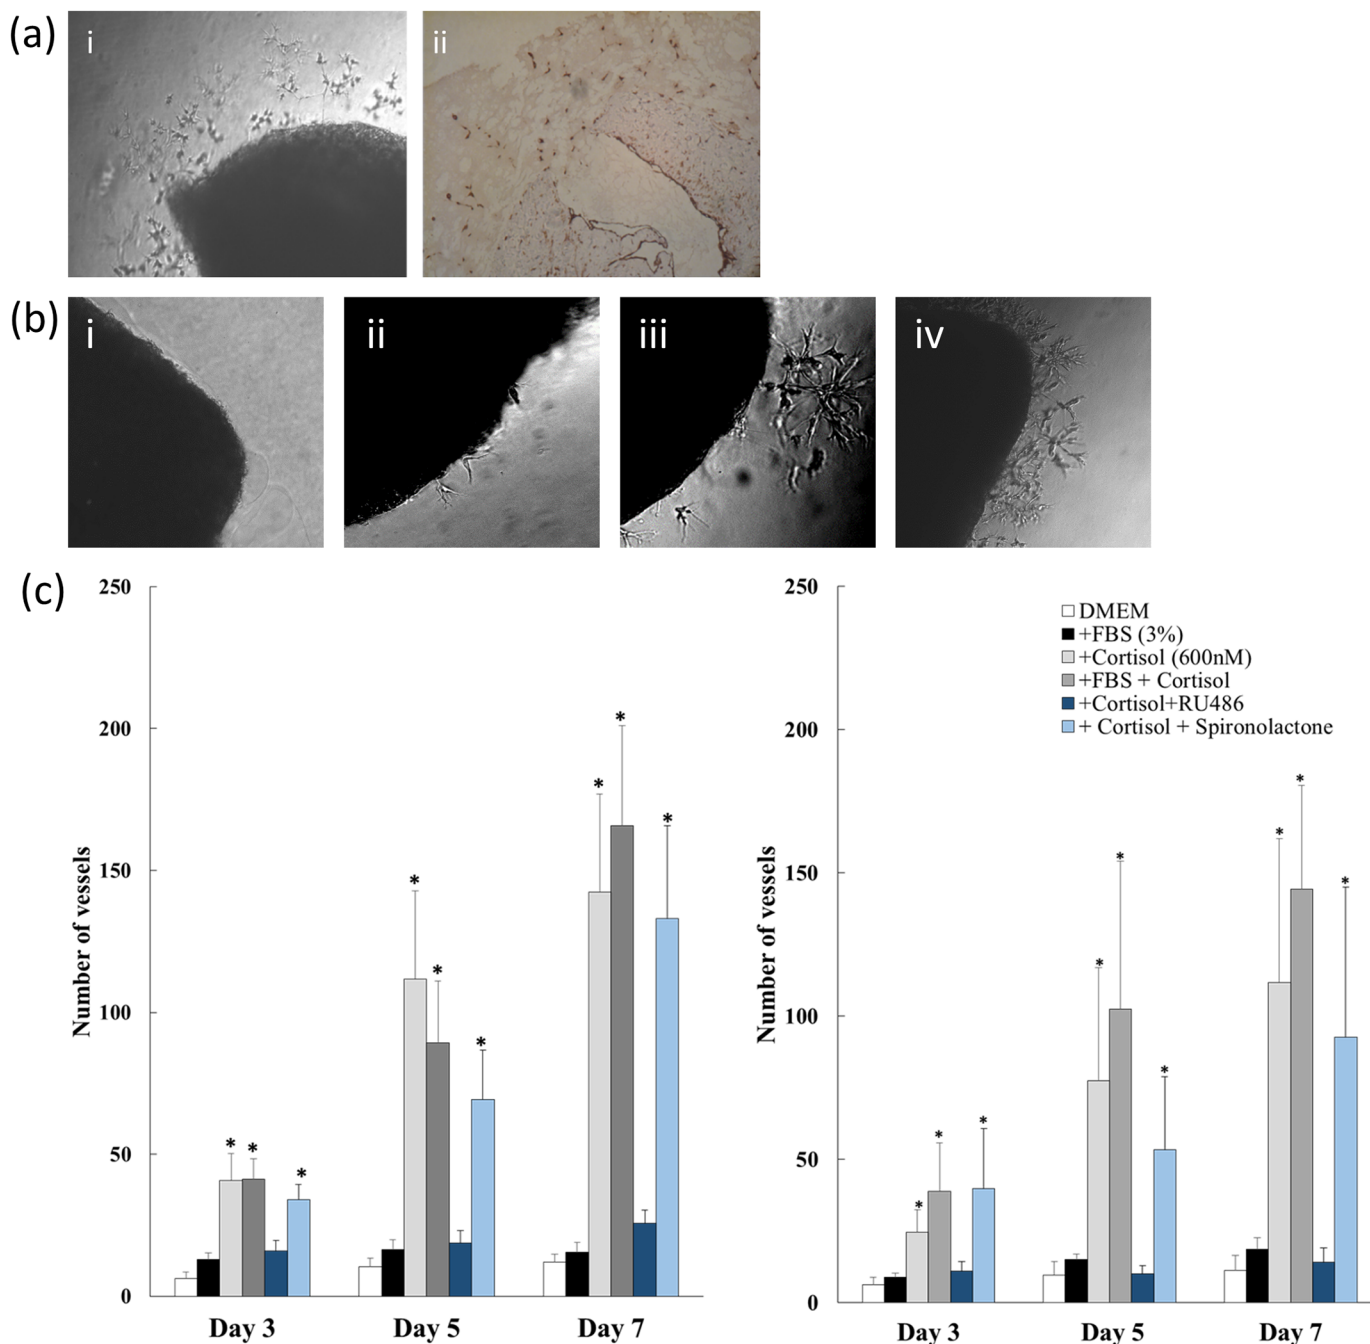 (a)
i
ii
(b)
i
ii
iii
iv
(c)
250
200
150
100
50
0
Number of vessels
* * *
* * *
* * *
Day 3
Day 5
Day 7
250
200
150
100
50
0
Number of vessels
DMEM
+FBS (3%)
+Cortisol (600nM)
+FBS + Cortisol
+Cortisol+RU486
+ Cortisol + Spironolactone
* * *
* * *
* * *
Day 3
Day 5
Day 7